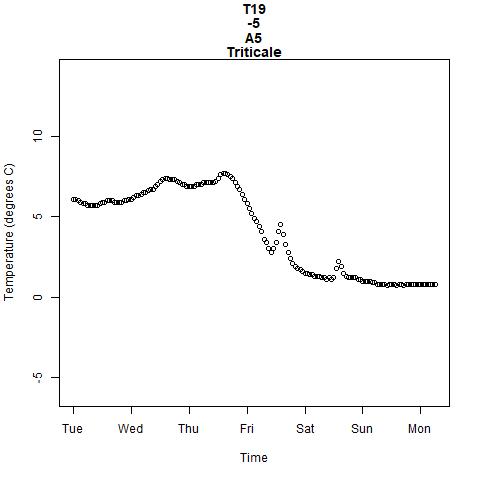 T19
-5
A5
Triticale
Temperature (degrees C)
10
5
0
-5
Tue Wed Thu Fri Sat Sun Mon
Time